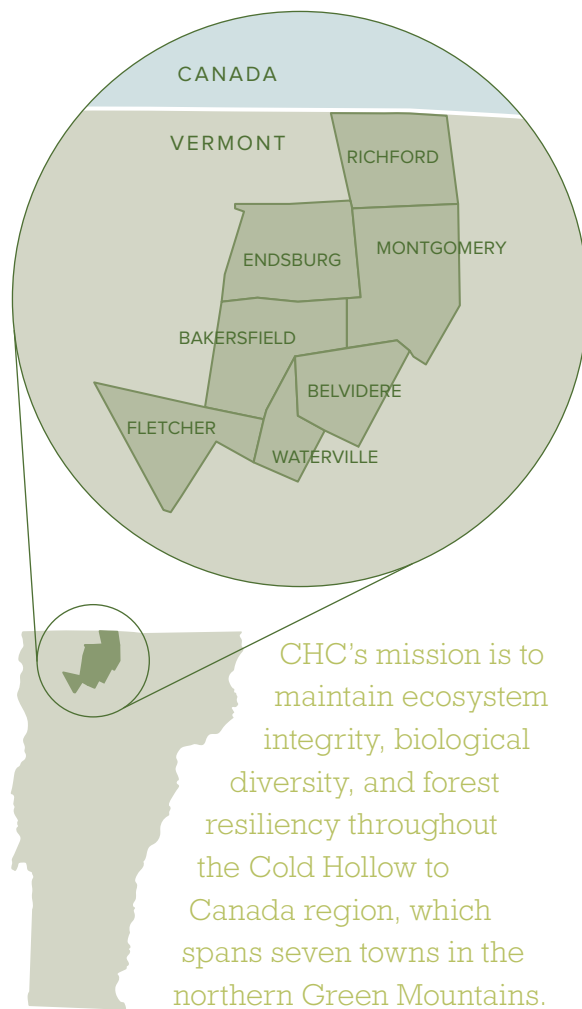 CANADA
VERMONT
RICHFORD
MONTGOMERY
ENDSBURG
BAKERSFIELD
BELVIDERE
FLETCHER
WATERVILLE
CHC’s mission is to
maintain ecosystem
integrity, biological
diversity, and forest
resiliency throughout
the Cold Hollow to
Canada region, which
spans seven towns in the
northern Green Mountains.